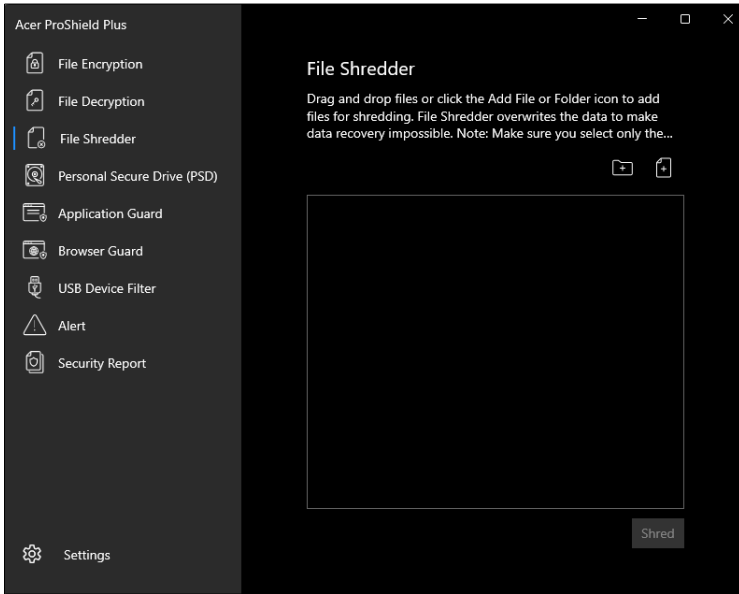 Acer ProShield Plus
File Encryption
File Decryption
File Shredder
Personal Secure Drive (PSD)
Application Guard
Browser Guard
USB Device Filter
Alert
Security Report
Settings
File Shredder
Drag and drop files or click the Add File or Folder icon to add
files for shredding. File Shredder overwrites the data to make
data recovery impossible. Note: Make sure you select only the...
Shred